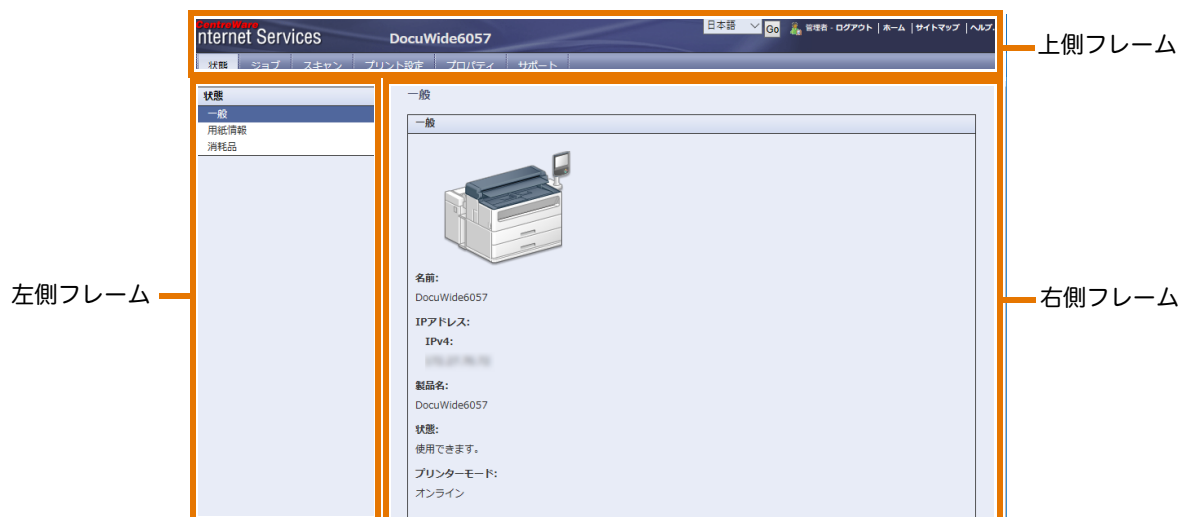 ControWare
nternet Services
DocuWide6057
日本語
Go
管理者 - ログアウト | ホーム | サイトマップ | ヘルプ
状態 ジョブ スキャン プリント設定 プロパティ サポート
上側フレーム
状態
一般
用紙情報
消耗品
一般
一般
左側フレーム
右側フレーム
名前:
DocuWide6057
IPアドレス:
IPv4:
製品名:
DocuWide6057
状態:
使用できます。
プリンターモード:
オンライン